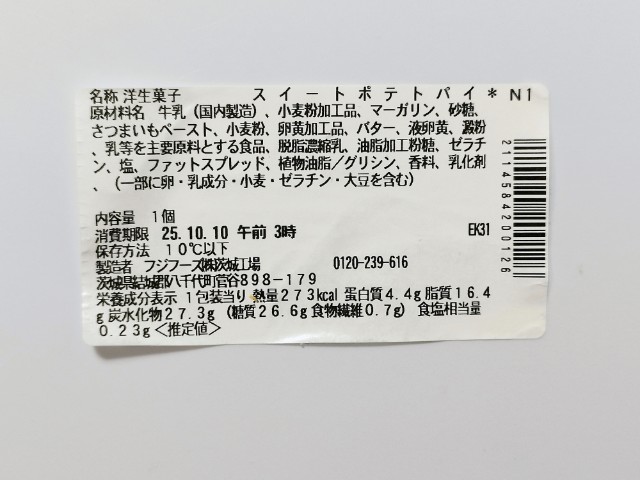 名称 洋生菓子 スイートポテトパイ* N1
原材料名 牛乳（国内製造）、小麦粉加工品、マーガリン、砂糖、
さつまいもペースト、小麦粉、卵黄加工品、バター、液卵黄、澱粉
、乳等を主要原料とする食品、脱脂濃縮乳、油脂加工粉糖、ゼラチ
ン、塩、ファットスプレッド、植物油脂／グリシン、香料、乳化剤
、（一部に卵・乳成分・小麦・ゼラチン・大豆を含む）
内容量 1個
消費期限 25.10.10 午前 3時 EK31
保存方法 10℃以下
製造者 フジフーズ㈱茨城工場 0120-239-616
茨城県結城郡八千代町菅谷898-179
栄養成分表示 1包装当り 熱量273kcal 蛋白質4.4g 脂質16.4
g 炭水化物27.3g （糖質26.6g 食物繊維0.7g） 食塩相当量
0.23g＜推定値＞
2114584200126